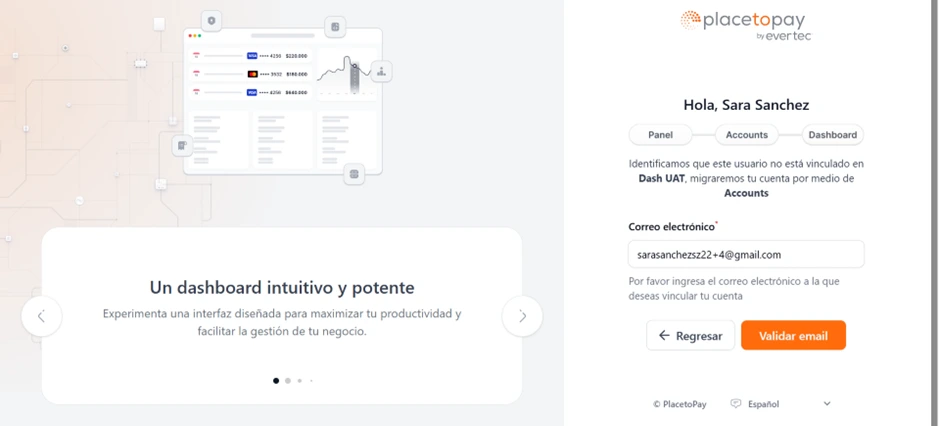 VISA •••• 4256 $220.000
•••• 3932 $180.000
VISA •••• 4256 $640.000
Un dashboard intuitivo y potente
Experimenta una interfaz diseñada para maximizar tu productividad y
facilitar la gestión de tu negocio.
placetopay
by evertec
Hola, Sara Sanchez
Panel Accounts Dashboard
Identificamos que este usuario no está vinculado en
Dash UAT, migraremos tu cuenta por medio de
Accounts
Correo electrónico*
sarasanchezsz22+4@gmail.com
Por favor ingresa el correo electrónico a la que
deseas vincular tu cuenta
Regresar Validar email
© PlacetoPay Español